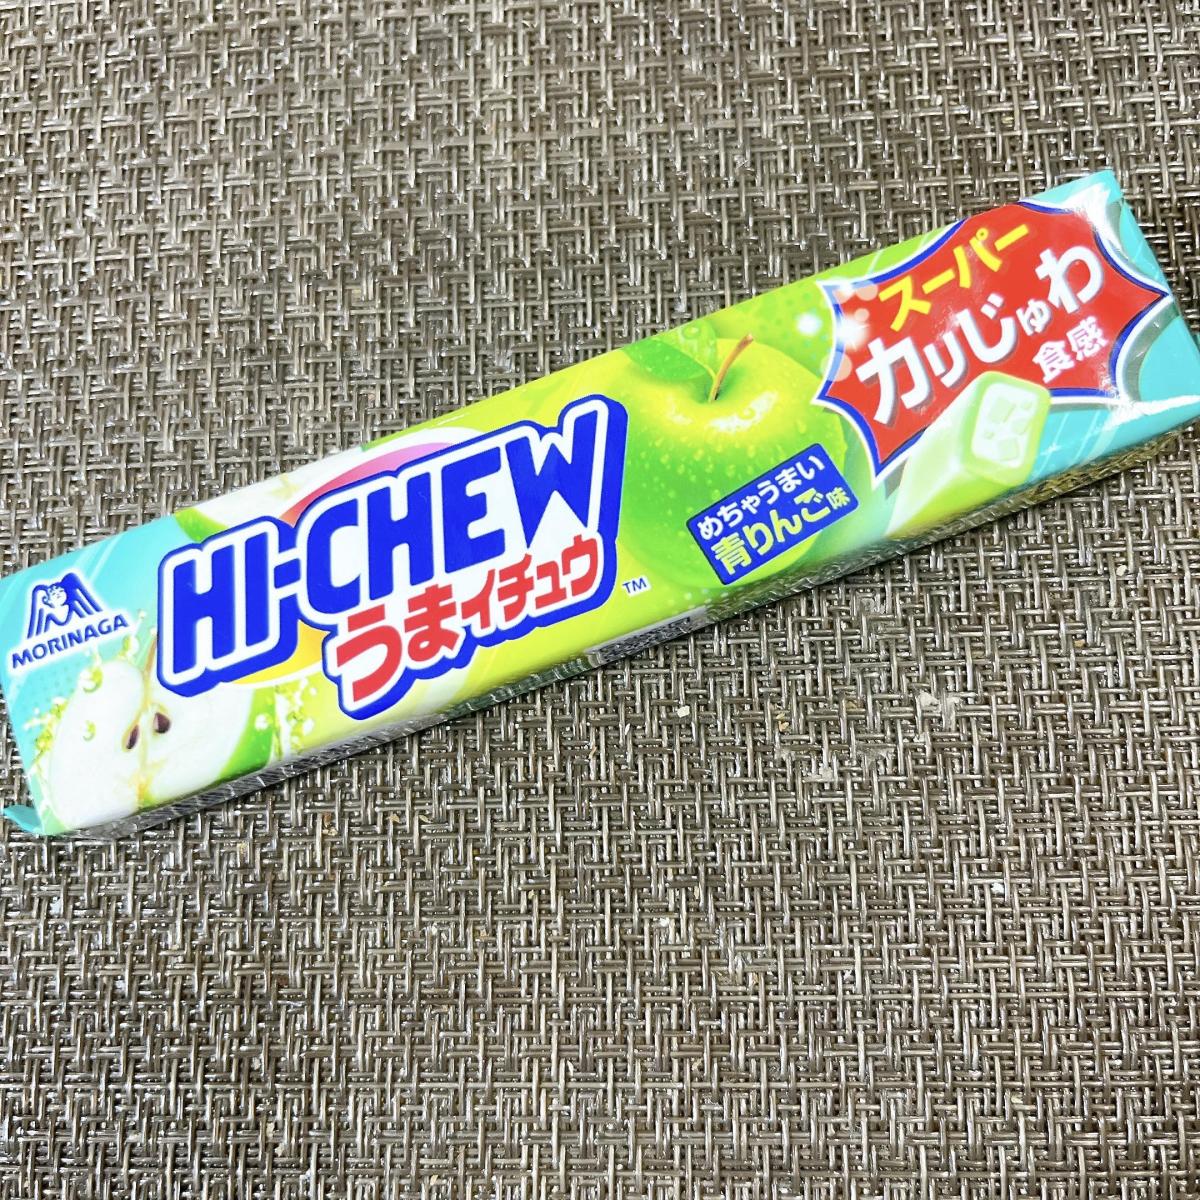 MORINAGA
HI-CHEW
うまイチュウ
TM
めちゃうまい
青りんご味
スーパー
カリじゅわ
食感